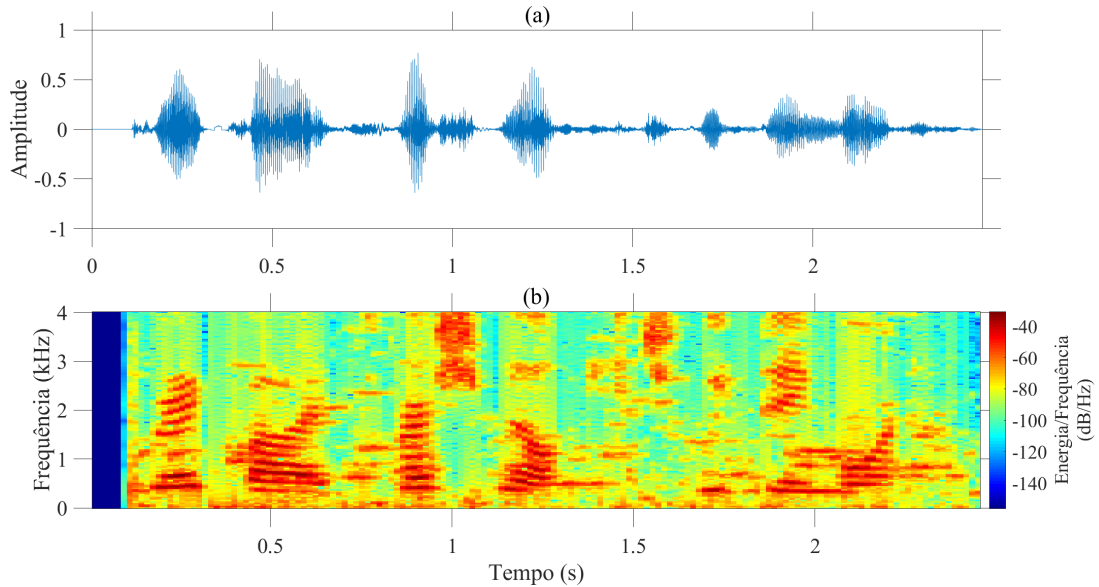 (a)
1
0.5
0
-0.5
-1
Amplitude
0 0.5 1 1.5 2
(b)
4
3
2
1
0
Frequência (kHz)
0.5 1 1.5 2
Tempo (s)
-40
-60
-80
-100
-120
-140
Energia/Frequência
(dB/Hz)